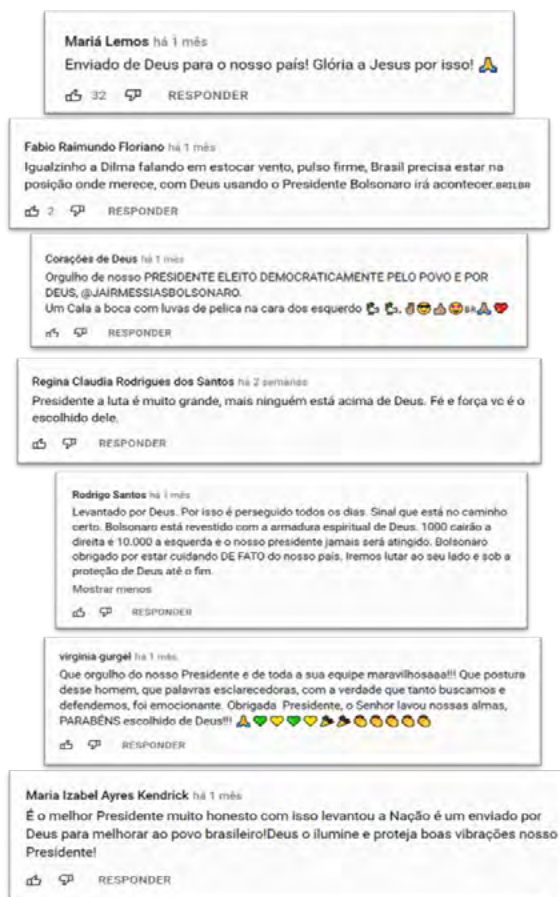 Mariá Lemos há 1 mês
Enviado de Deus para o nosso país! Glória a Jesus por isso! 🙏
32 RESPONDER
Fabio Raimundo Floriano há 1 mês
Igualzinho a Dilma falando em estocar vento, pulso firme, Brasil precisa estar na
posição onde merece, com Deus usando o Presidente Bolsonaro irá acontecer.BRILBR
2 RESPONDER
Corações de Deus há 1 mês
Orgulho de nosso PRESIDENTE ELEITO DEMOCRATICAMENTE PELO POVO E POR
DEUS, @JAIRMESSIASBOLSONARO.
Um Cala a boca com luvas de pelica na cara dos esquerdo
RESPONDER
Regina Claudia Rodrigues dos Santos há 2 semanas
Presidente a luta é muito grande, mais ninguém está acima de Deus. Fé e força vc é o
escolhido dele.
RESPONDER
Rodrigo Santos há 1 mês
Levantado por Deus. Por isso é perseguido todos os dias. Sinal que está no caminho
certo. Bolsonaro está revestido com a armadura espiritual de Deus. 1000 cairão a
direita e 10.000 a esquerda e o nosso presidente jamais será atingido. Bolsonaro
obrigado por estar cuidando DE FATO do nosso país. Iremos lutar ao seu lado e sob a
proteção de Deus até o fim.
Mostrar menos
RESPONDER
virginia gurgel há 1 mês
Que orgulho do nosso Presidente e de toda a sua equipe maravilhosaaa!!! Que postura
desse homem, que palavras esclarecedoras, com a verdade que tanto buscamos e
defendemos, foi emocionante. Obrigada Presidente, o Senhor lavou nossas almas,
PARABÉNS escolhido de Deus!!! 🙏💚💛💚💛🎉🎉👏👏👏👏👏
RESPONDER
Maria Izabel Ayres Kendrick há 1 mês
É o melhor Presidente muito honesto com isso levantou a Nação é um enviado por
Deus para melhorar ao povo brasileiro!Deus o ilumine e proteja boas vibrações nosso
Presidente!
RESPONDER